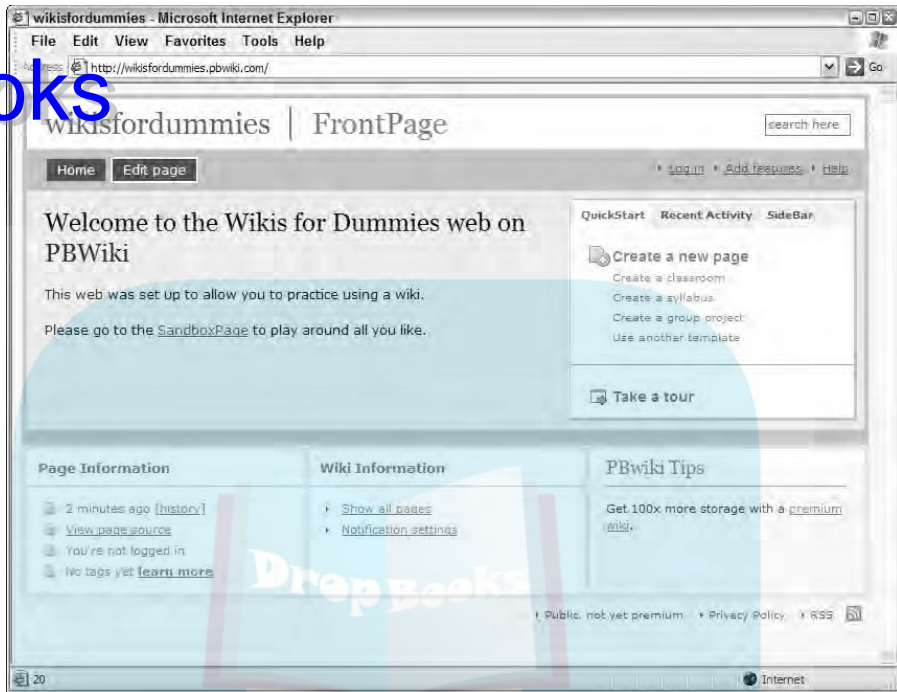 wikisfordummies - Microsoft Internet Explorer
File Edit View Favorites Tools Help
Address http://wikisfordummies.pbwiki.com/ Go
oks
wikisfordummies | FrontPage
search here
Home Edit page
Log in Add features Help
Welcome to the Wikis for Dummies web on
PBWiki
This web was set up to allow you to practice using a wiki.
Please go to the SandboxPage to play around all you like.
QuickStart Recent Activity SideBar
Create a new page
Create a classroom
Create a syllabus
Create a group project
Use another template
Take a tour
Page Information
2 minutes ago [history]
View page source
You're not logged in
No tags yet learn more
Wiki Information
Show all pages
Notification settings
PBwiki Tips
Get 100x more storage with a premium
wiki.
DropBooks
Public, not yet premium Privacy Policy RSS
20 Internet